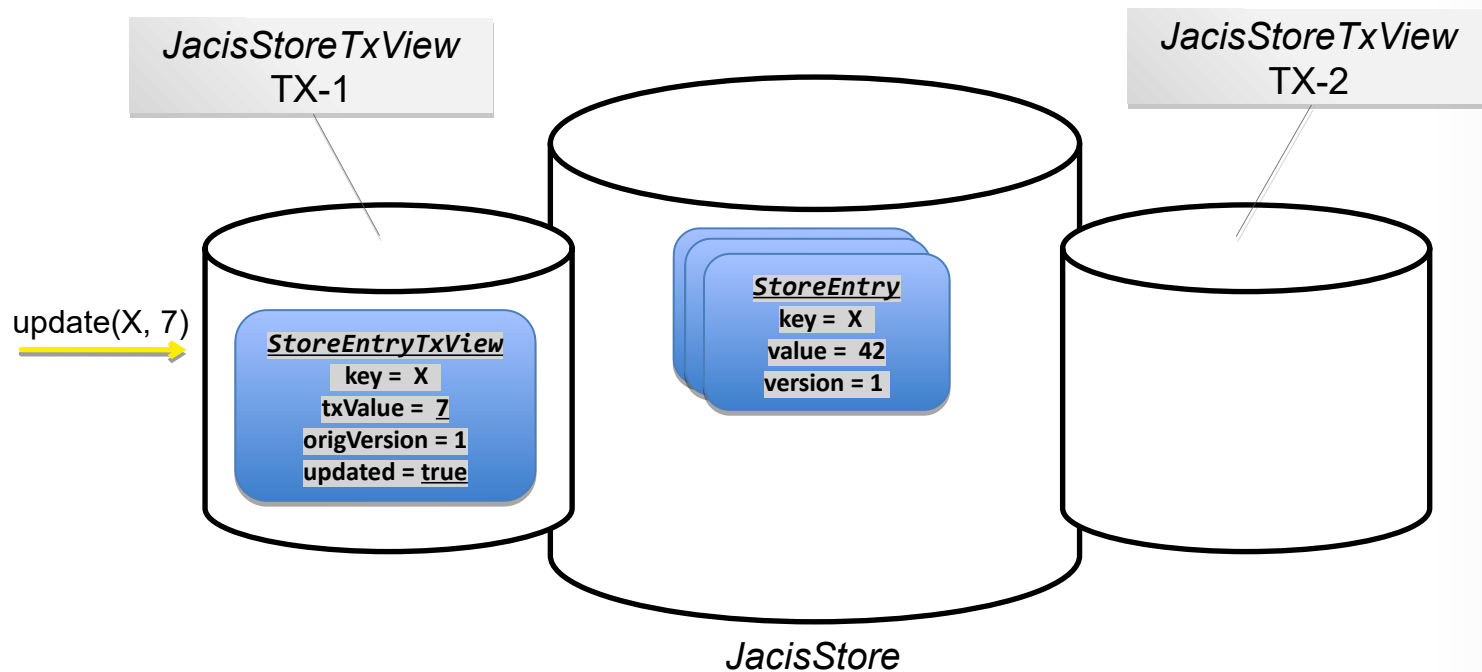 JacisStoreTxView
TX-1
JacisStoreTxView
TX-2
update(X, 7)
StoreEntryTxView
key = X
txValue = 7
origVersion = 1
updated = true
StoreEntry
key = X
value = 42
version = 1
JacisStore